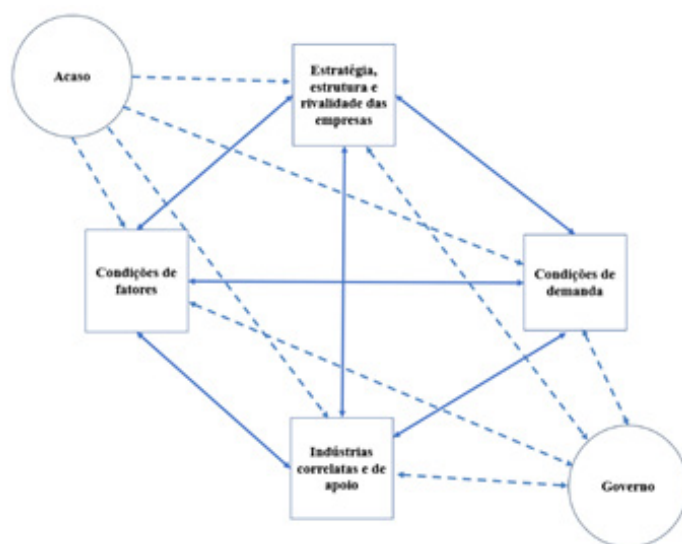 Acaso
Estratégia,
estrutura e
rivalidade das
empresas
Condições de
fatores
Condições de
demanda
Indústrias
correlatas e de
apoio
Governo